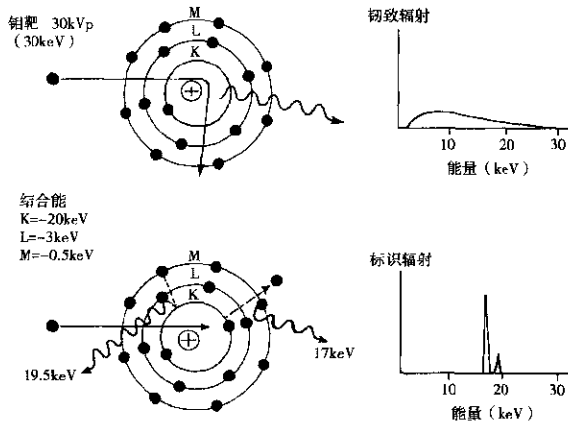 钼靶 30kVp
(30keV)
M
L
K
轫致辐射
10 20 30
能量（keV）
结合能
K=-20keV
L=-3keV
M=-0.5keV
M
L
K
19.5keV
17keV
标识辐射
10 20 30
能量（keV）